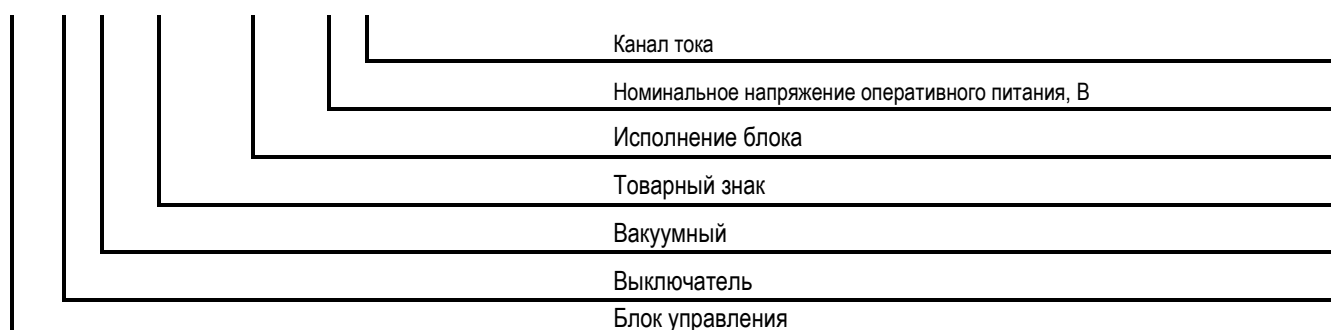 Канал тока
Номинальное напряжение оперативного питания, В
Исполнение блока
Товарный знак
Вакуумный
Выключатель
Блок управления